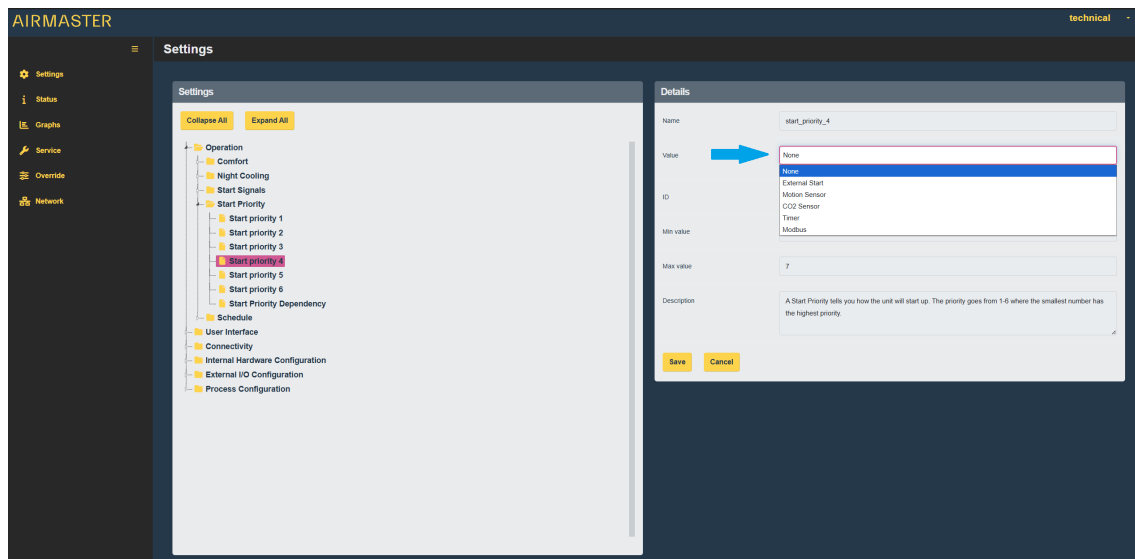 AIRMASTER
technical
Settings
Settings
Status
Graphs
Service
Override
Network
Settings
Collapse All
Expand All
Operation
Comfort
Night Cooling
Start Signals
Start Priority
Start priority 1
Start priority 2
Start priority 3
Start priority 4
Start priority 5
Start priority 6
Start Priority Dependency
Schedule
User Interface
Connectivity
Internal Hardware Configuration
External I/O Configuration
Process Configuration
Details
Name
start_priority_4
Value
None
None
External Start
Motion Sensor
CO2 Sensor
Timer
Modbus
ID
Min value
Max value
7
Description
A Start Priority tells you how the unit will start up. The priority goes from 1-6 where the smallest number has
the highest priority.
Save
Cancel